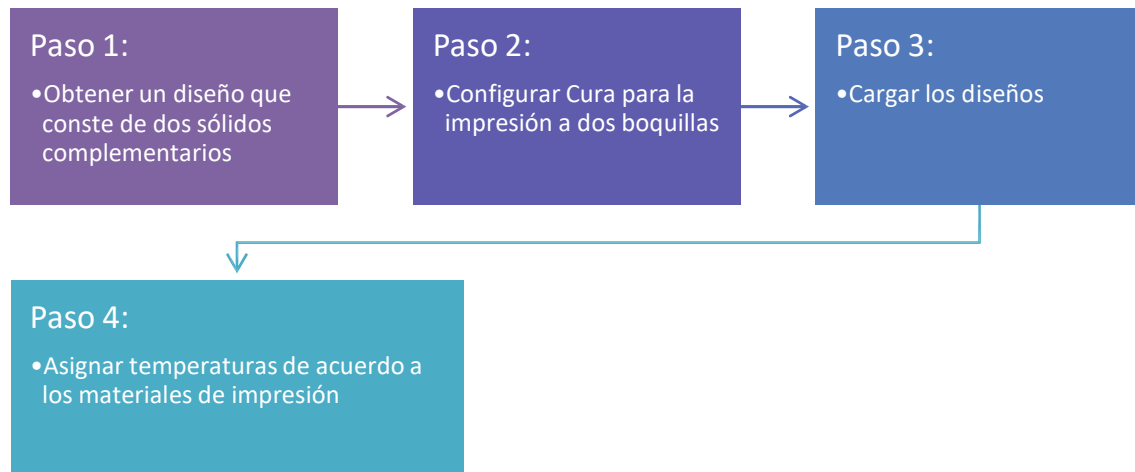 Paso 1:
•Obtener un diseño que
conste de dos sólidos
complementarios
Paso 2:
•Configurar Cura para la
impresión a dos boquillas
Paso 3:
•Cargar los diseños
Paso 4:
•Asignar temperaturas de acuerdo a
los materiales de impresión